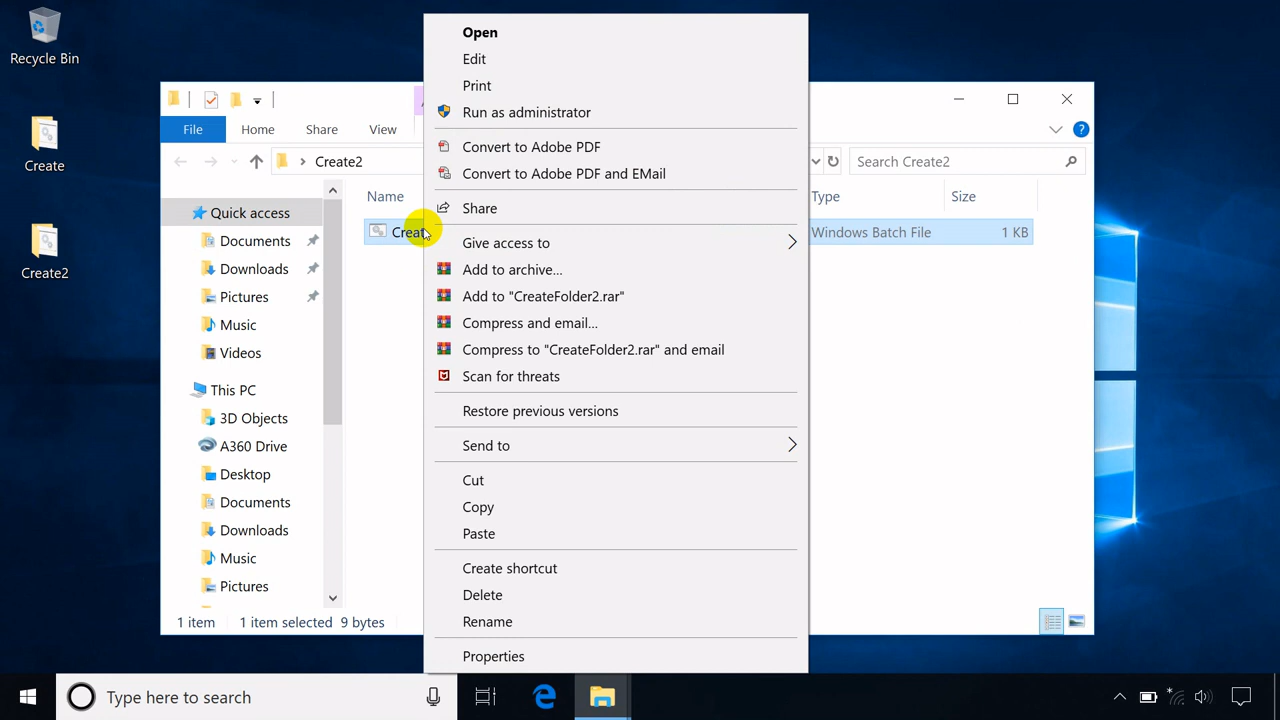 Recycle Bin
Create
Create2
File
Home
Share
View
Create2
Search Create2
Name
Type
Size
Creat
Windows Batch File
1 KB
Quick access
Documents
Downloads
Pictures
Music
Videos
This PC
3D Objects
A360 Drive
Desktop
Documents
Downloads
Music
Pictures
1 item
1 item selected 9 bytes
Open
Edit
Print
Run as administrator
Convert to Adobe PDF
Convert to Adobe PDF and EMail
Share
Give access to
Add to archive...
Add to "CreateFolder2.rar"
Compress and email...
Compress to "CreateFolder2.rar" and email
Scan for threats
Restore previous versions
Send to
Cut
Copy
Paste
Create shortcut
Delete
Rename
Properties
Type here to search